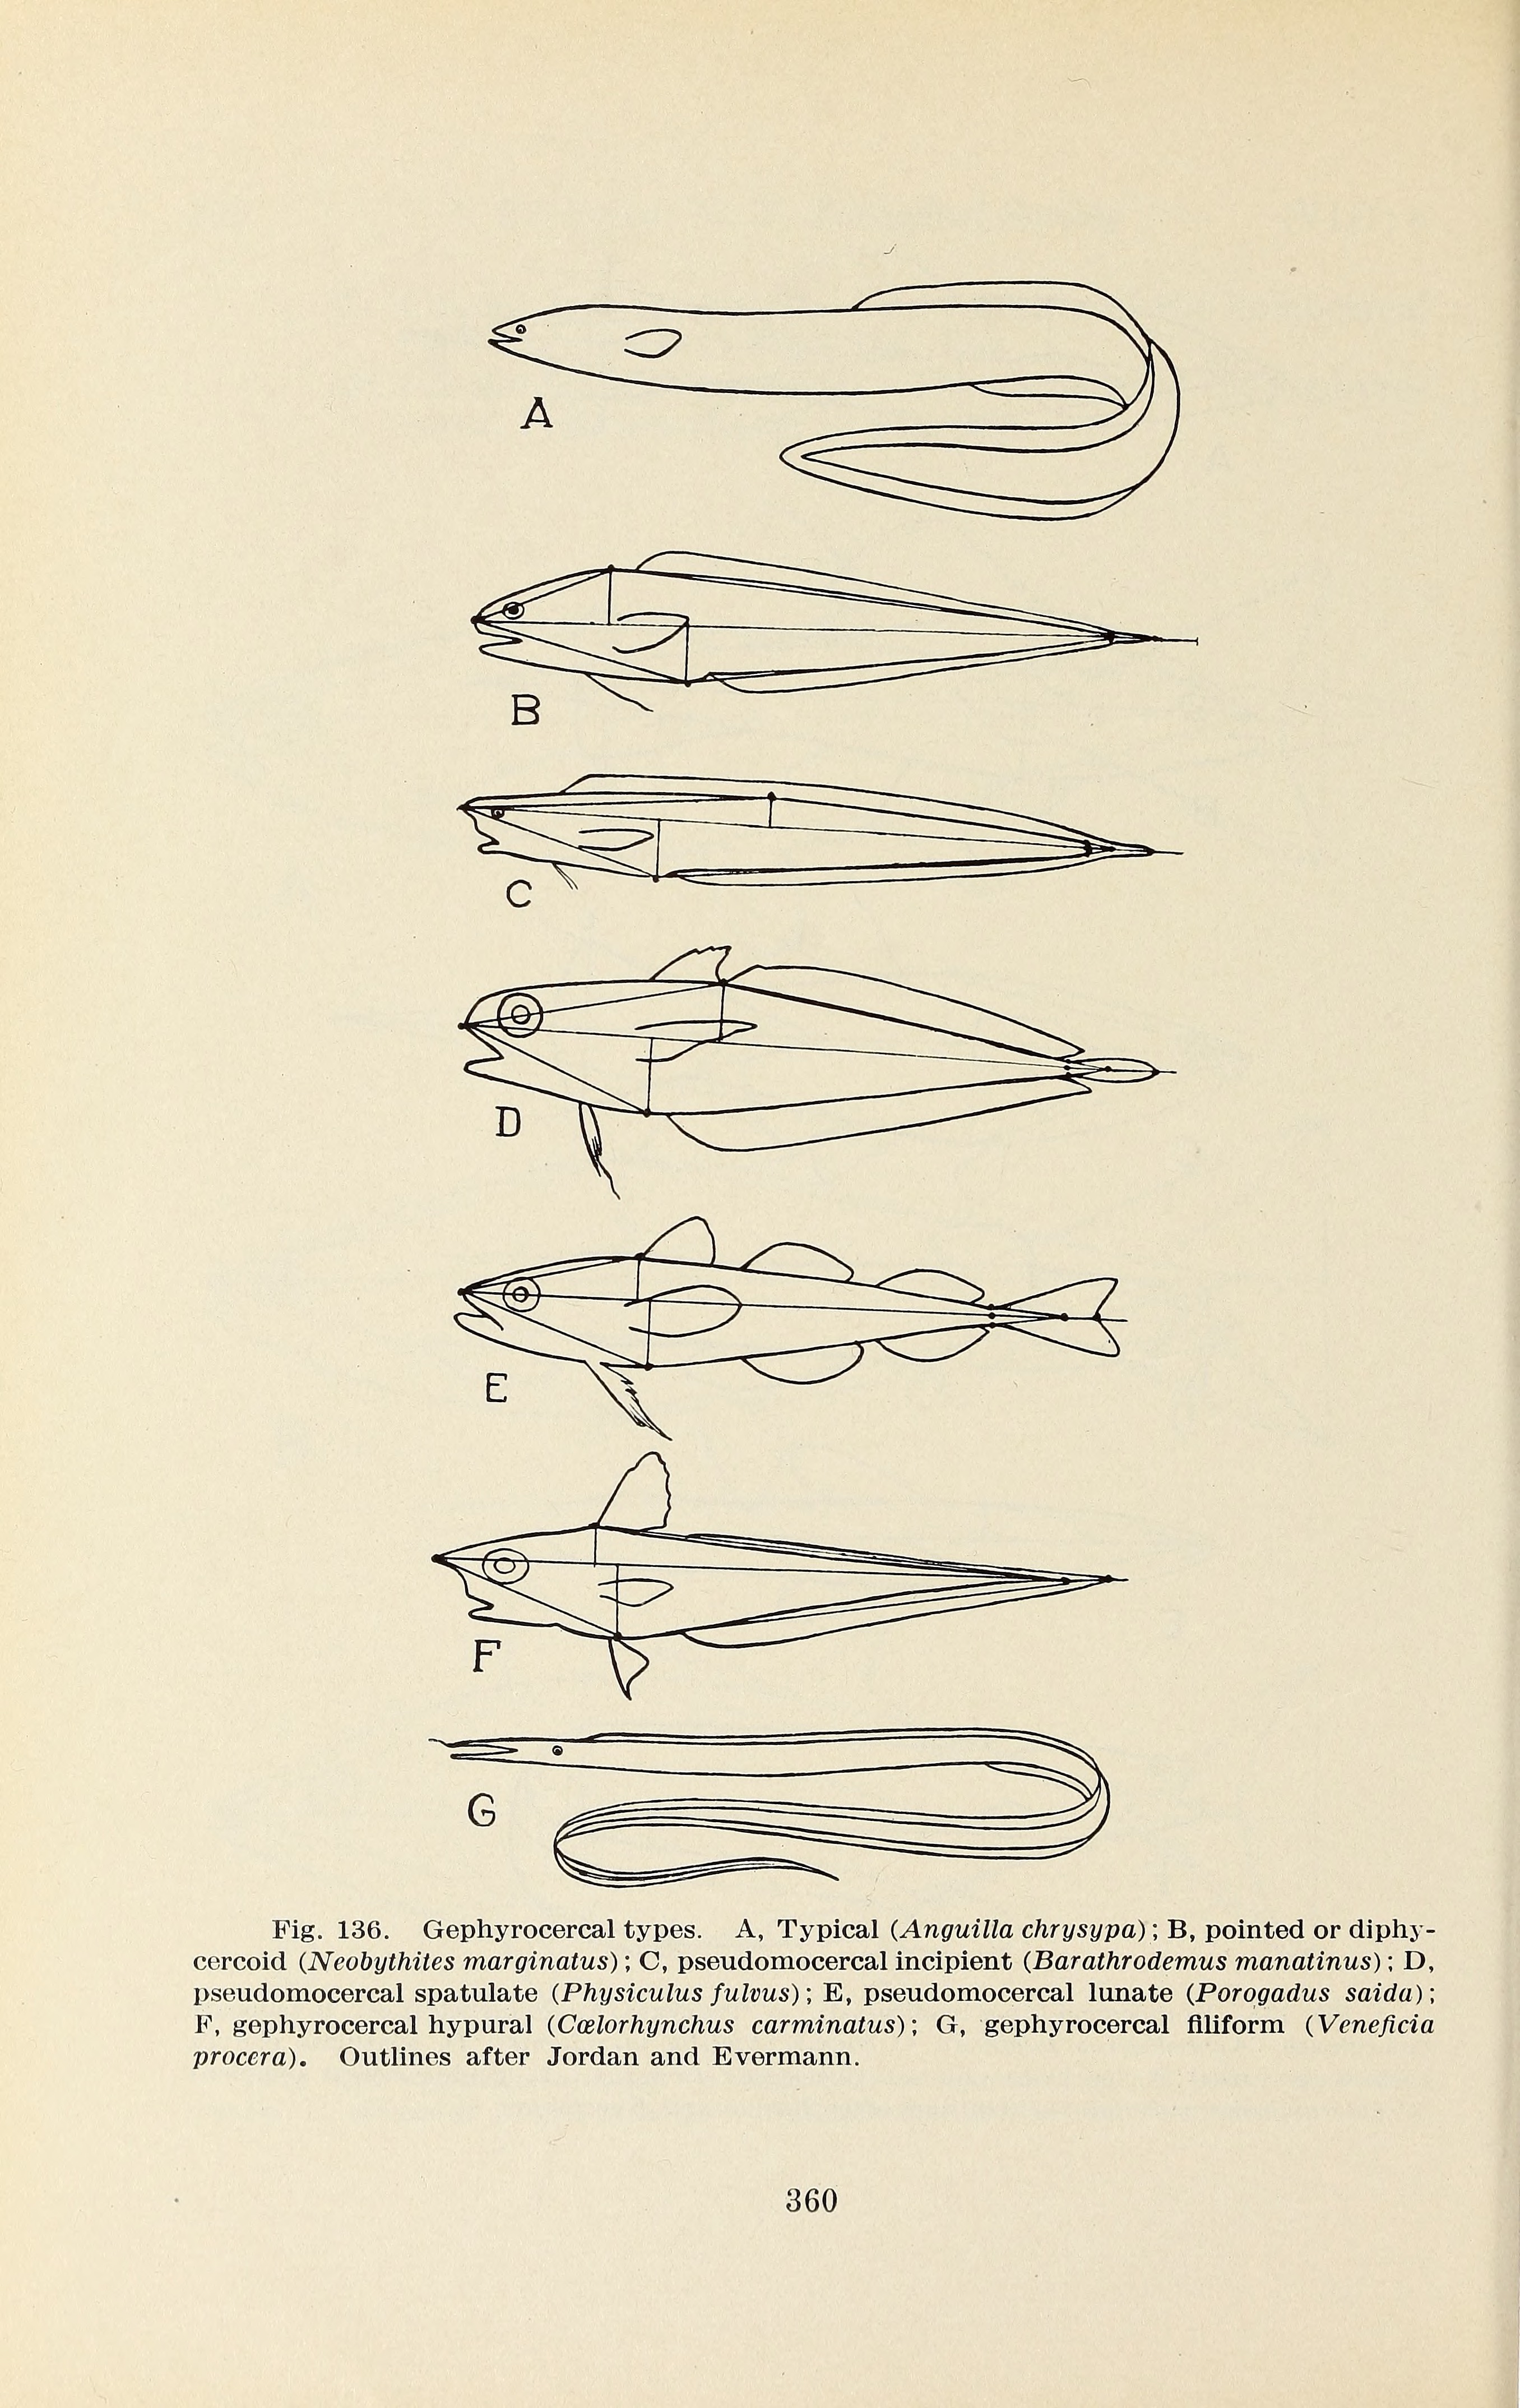 A
B
C
D
E
F
G
Fig. 136. Gephyrocercal types. A, Typical (Anguilla chrysypa); B, pointed or diphy-
cercoid (Neobythites marginatus); C, pseudomocercal incipient (Barathrodemus manatinus); D,
pseudomocercal spatulate (Physiculus fulvus); E, pseudomocercal lunate (Porogadus saida);
F, gephyrocercal hypural (Cœlorhynchus carminatus); G, gephyrocercal filiform (Veneficia
procera). Outlines after Jordan and Evermann.
360